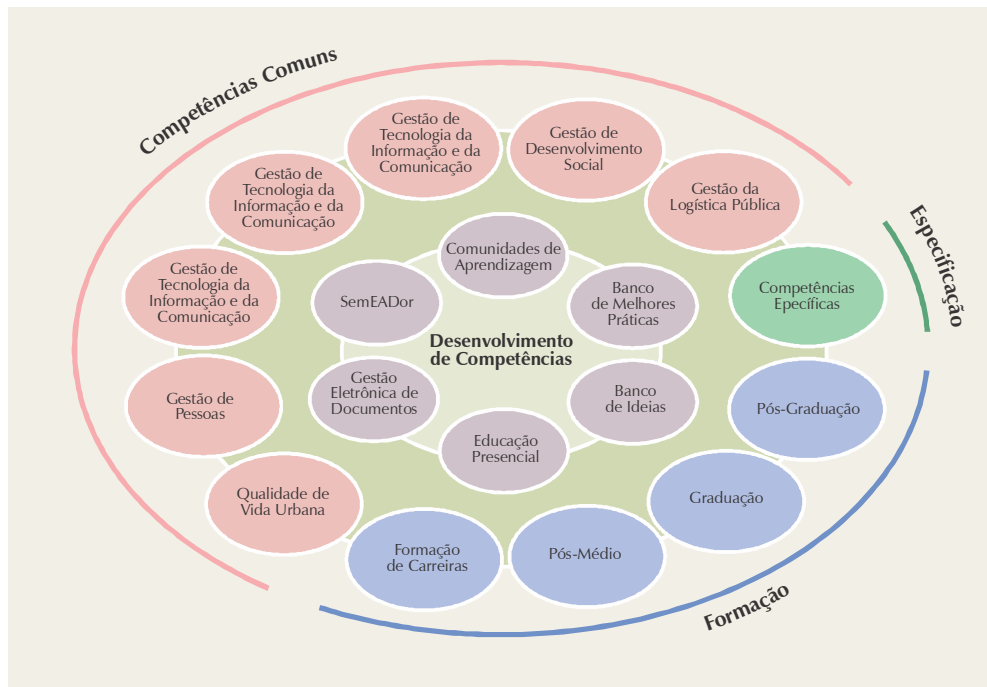 Competências Comuns
Gestão de
Tecnologia da
Informação e da
Comunicação
Gestão de
Desenvolvimento
Social
Gestão da
Logística Pública
Gestão de
Tecnologia da
Informação e da
Comunicação
Gestão de
Tecnologia da
Informação e da
Comunicação
Gestão de
Pessoas
Qualidade de
Vida Urbana
Especificação
Competências
Epecíficas
Comunidades de
Aprendizagem
SemEADor
Banco
de Melhores
Práticas
Desenvolvimento
de Competências
Gestão
Eletrônica de
Documentos
Banco
de Ideias
Educação
Presencial
Pós-Graduação
Graduação
Pós-Médio
Formação
de Carreiras
Formação